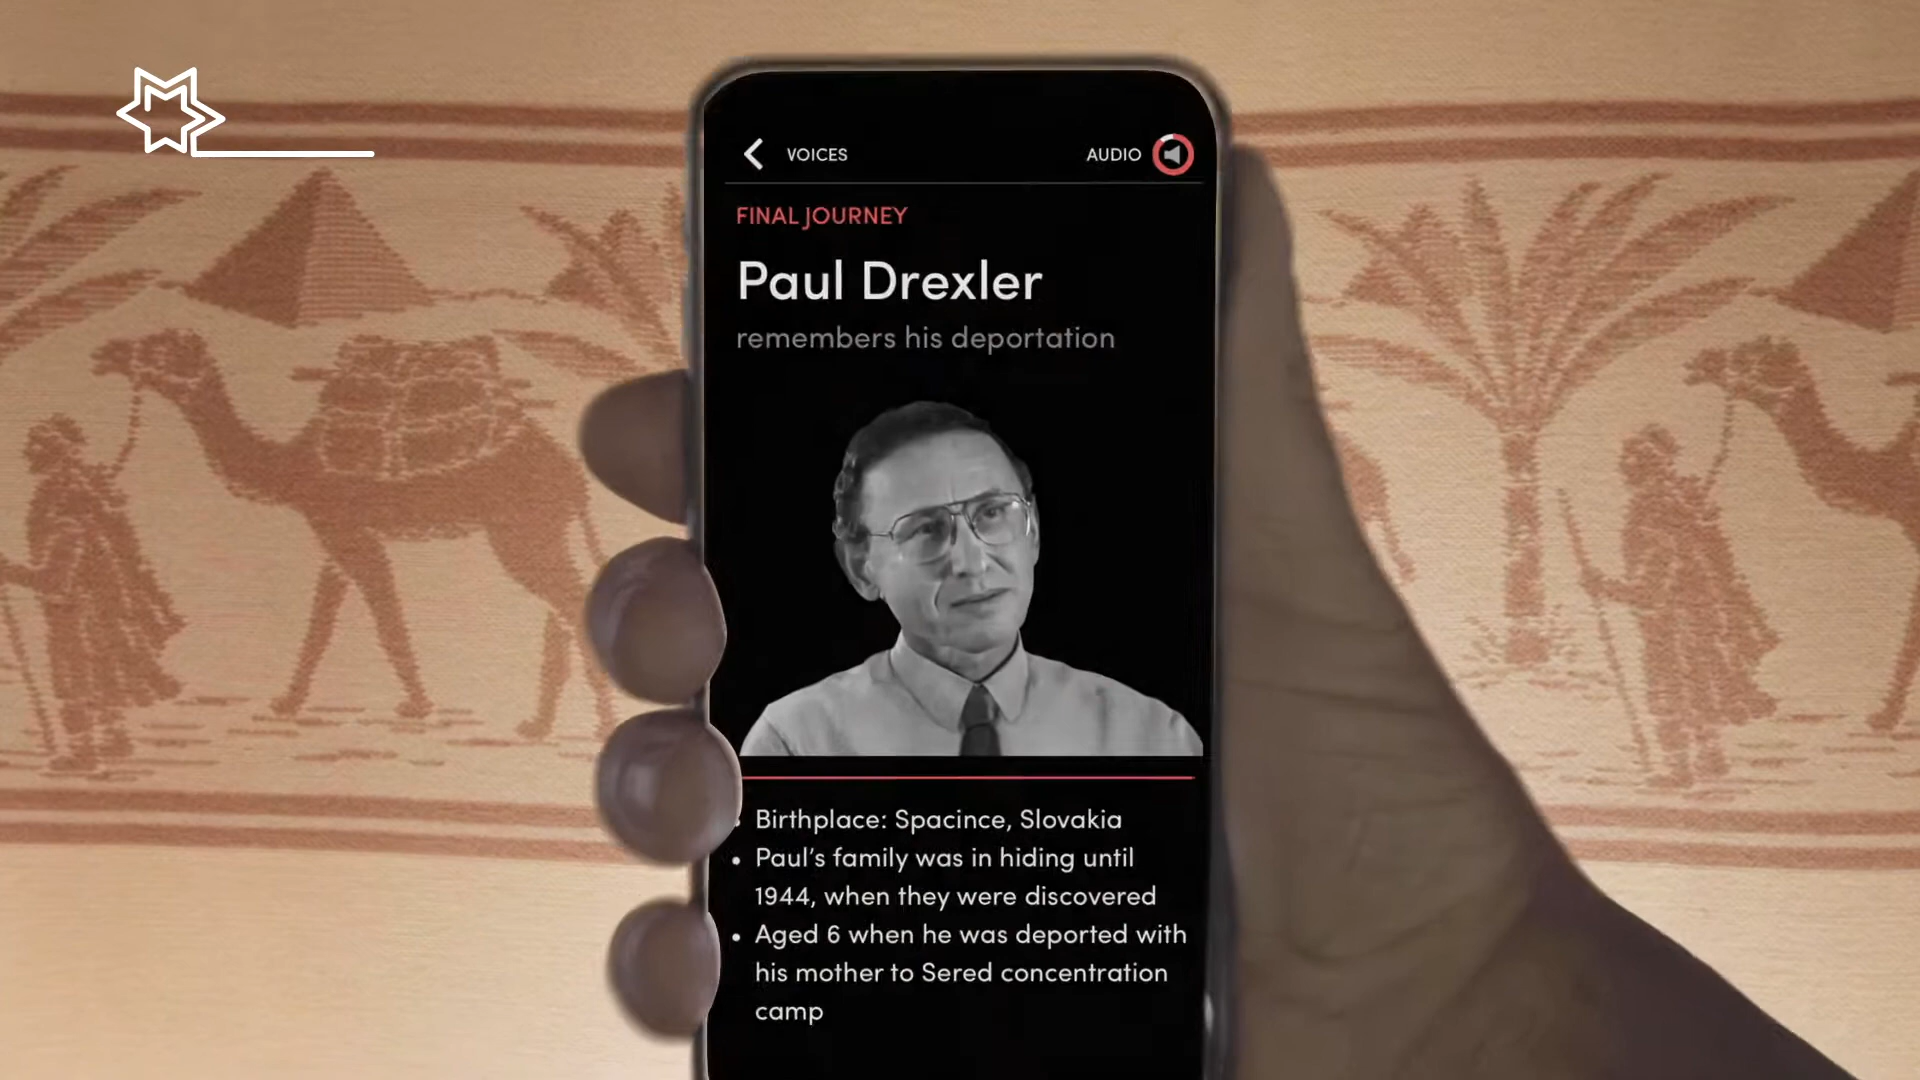 VOICES
AUDIO
FINAL JOURNEY
Paul Drexler
remembers his deportation
• Birthplace: Spacince, Slovakia
• Paul’s family was in hiding until
1944, when they were discovered
• Aged 6 when he was deported with
his mother to Sered concentration
camp